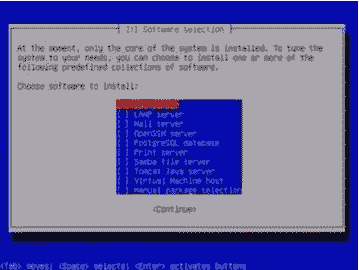 [!] Software selection
At the moment, only the core of the system is installed. To tune the
system to your needs, you can choose to install one or more of the
following predefined collections of software.
Choose software to install:
[ ] LAMP server
[ ] Mail server
[ ] OpenSSH server
[ ] PostgreSQL database
[ ] Print server
[ ] Samba file server
[ ] Tomcat Java server
[ ] Virtual Machine host
[ ] Manual package selection
<Continue>
<Tab> moves; <Space> selects; <Enter> activates buttons